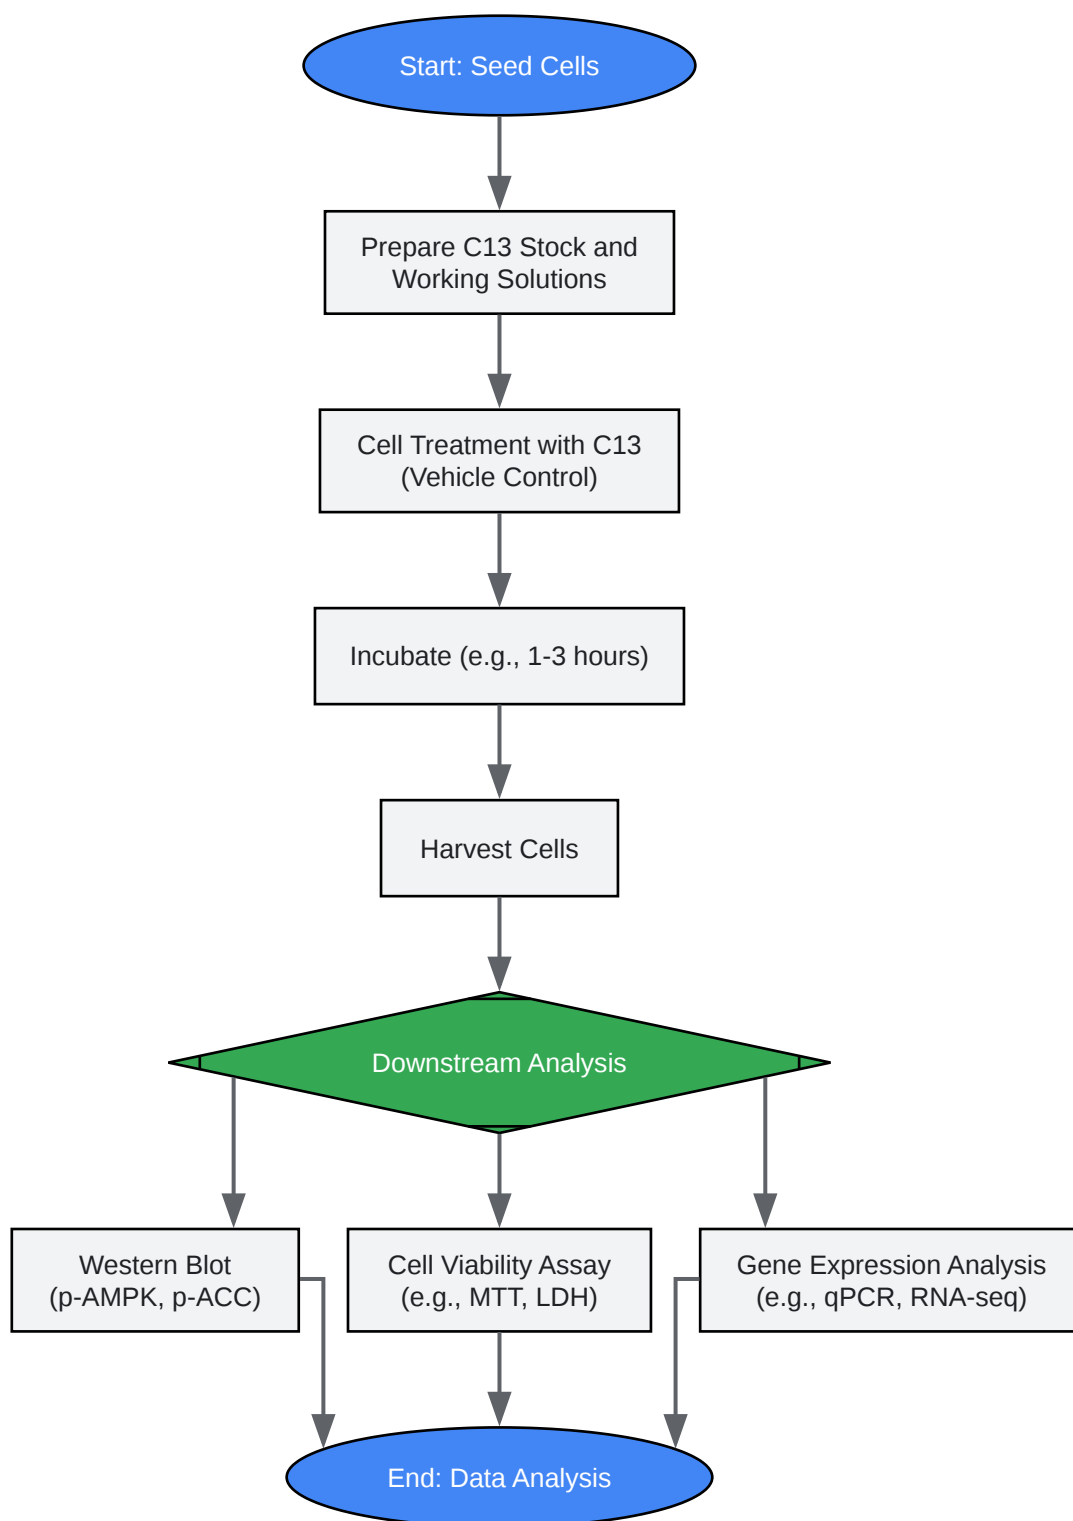 Start: Seed Cells
Prepare C13 Stock and
Working Solutions
Cell Treatment with C13
(Vehicle Control)
Incubate (e.g., 1-3 hours)
Harvest Cells
Downstream Analysis
Western Blot
(p-AMPK, p-ACC)
Cell Viability Assay
(e.g., MTT, LDH)
Gene Expression Analysis
(e.g., qPCR, RNA-seq)
End: Data Analysis